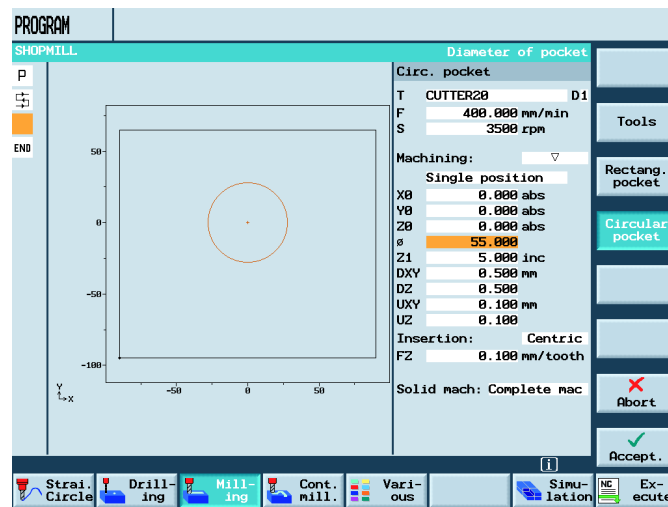 PROGRAM
SHOPMILL Diameter of pocket
Circ. pocket
P
T CUTTER20 D1
F 400.000 mm/min
S 3500 rpm
END
Machining: ▽
Single position
X0 0.000 abs
Y0 0.000 abs
Z0 0.000 abs
ø 55.000
Z1 5.000 inc
DXY 0.500 mm
DZ 0.500
UXY 0.100 mm
UZ 0.100
Insertion: Centric
FZ 0.100 mm/tooth
Solid mach: Complete mac
50
0
-50
-100
Y
X
-50 0 50
Tools
Rectang.
pocket
Circular
pocket
Abort
Accept.
i
Strai.
Circle
Drill-
ing
Mill-
ing
Cont.
mill.
Vari-
ous
Simu-
lation
NC
Ex-
ecute